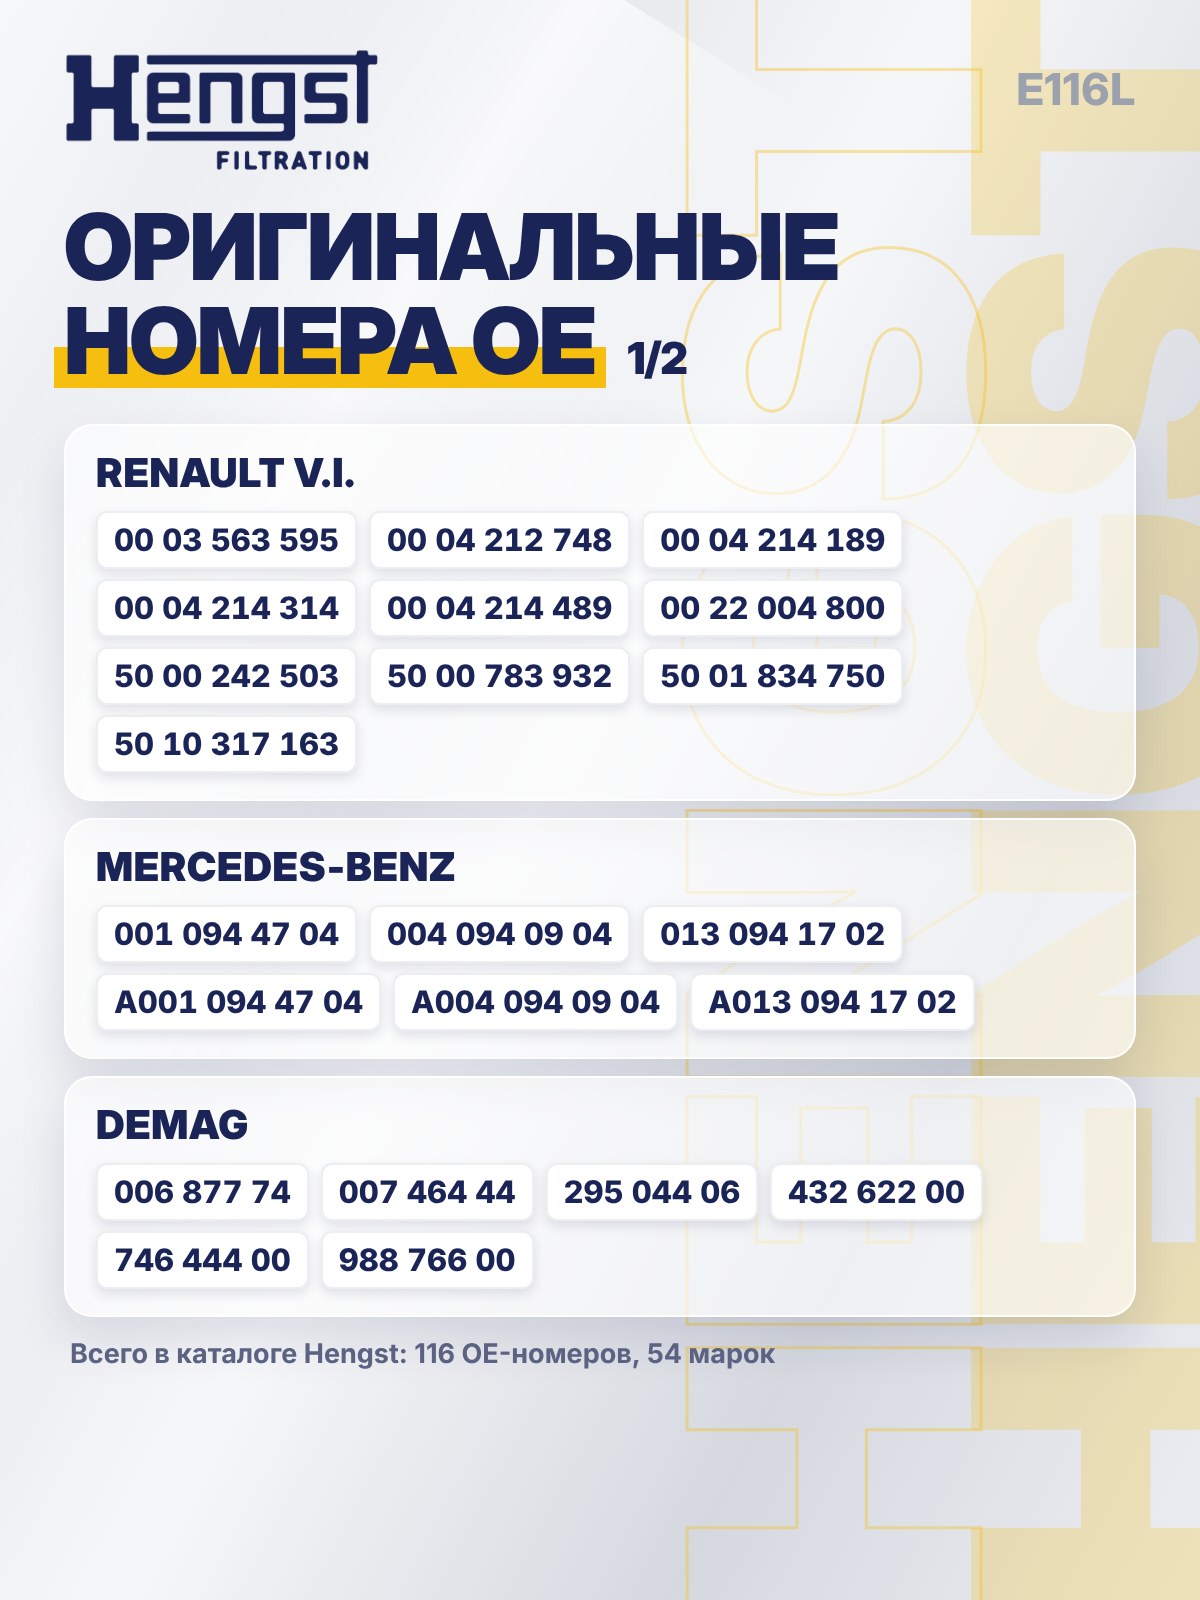 Hengst
FILTRATION
E116L
ОРИГИНАЛЬНЫЕ
НОМЕРА OE 1/2
RENAULT V.I.
00 03 563 595 00 04 212 748 00 04 214 189
00 04 214 314 00 04 214 489 00 22 004 800
50 00 242 503 50 00 783 932 50 01 834 750
50 10 317 163
MERCEDES-BENZ
001 094 47 04 004 094 09 04 013 094 17 02
A001 094 47 04 A004 094 09 04 A013 094 17 02
DEMAG
006 877 74 007 464 44 295 044 06 432 622 00
746 444 00 988 766 00
Всего в каталоге Hengst: 116 OE-номеров, 54 марок
HENGST
HENGST